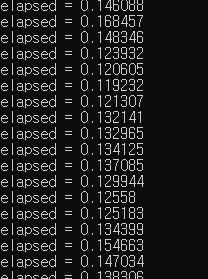 elapsed = 0.146088
elapsed = 0.168457
elapsed = 0.148346
elapsed = 0.123932
elapsed = 0.120605
elapsed = 0.119232
elapsed = 0.121307
elapsed = 0.132141
elapsed = 0.132965
elapsed = 0.134125
elapsed = 0.137085
elapsed = 0.129944
elapsed = 0.12558
elapsed = 0.125183
elapsed = 0.134399
elapsed = 0.154663
elapsed = 0.147034
elapsed = 0.138306